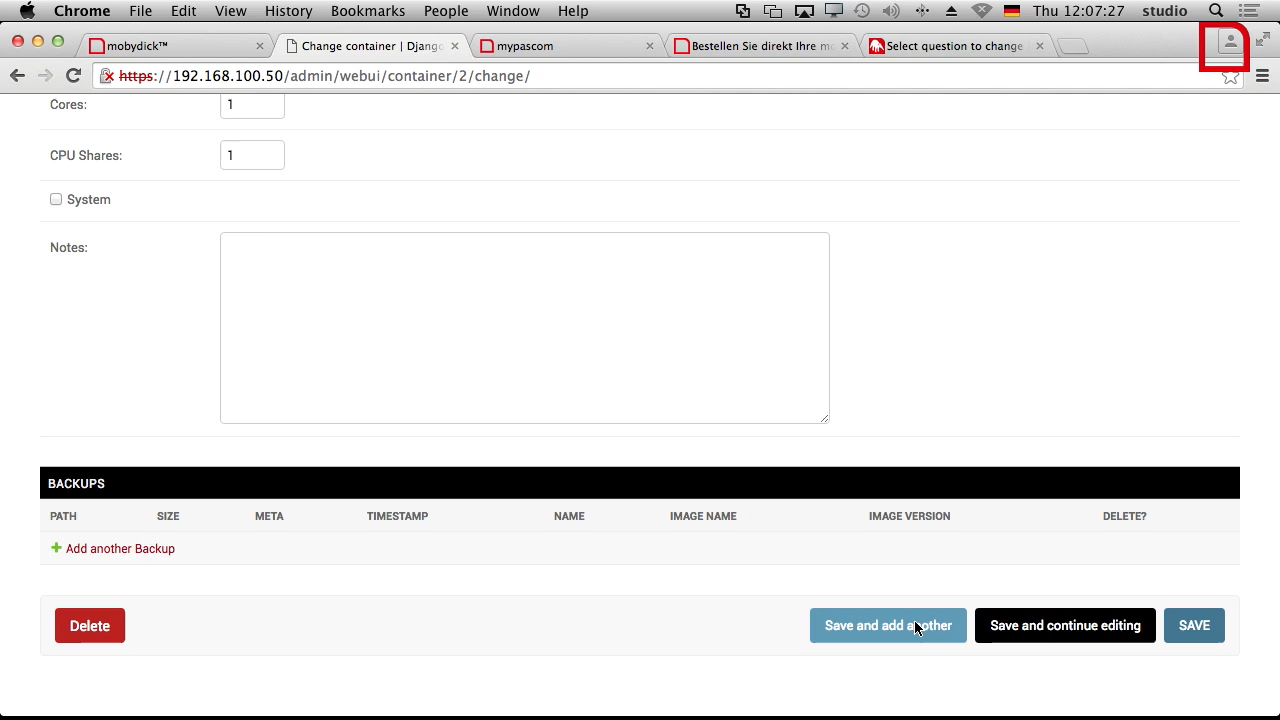 Chrome File Edit View History Bookmarks People Window Help Thu 12:07:27 studio
mobydick™ Change container | Djang mypascom Bestellen Sie direkt Ihre m Select question to change
https://192.168.100.50/admin/webui/container/2/change/
Cores: 1
CPU Shares: 1
System
Notes:
BACKUPS
PATH SIZE META TIMESTAMP NAME IMAGE NAME IMAGE VERSION DELETE?
Add another Backup
Delete Save and add another Save and continue editing SAVE